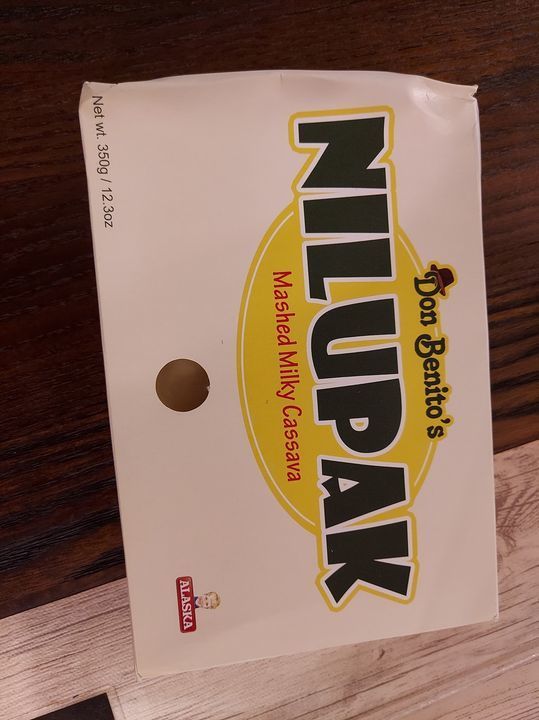 Don Benito's
NILUPAK
Mashed Milky Cassava
ALASKA
Net wt. 350g / 12.3oz